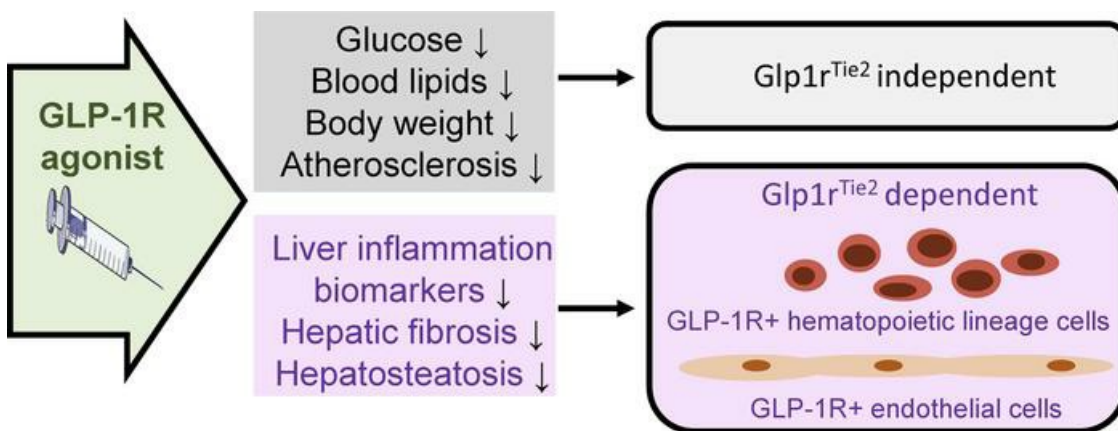 GLP-1R
agonist
Glucose ↓
Blood lipids ↓
Body weight ↓
Atherosclerosis ↓
Glp1rTie2 independent
Liver inflammation
biomarkers ↓
Hepatic fibrosis ↓
Hepatosteatosis ↓
Glp1rTie2 dependent
GLP-1R+ hematopoietic lineage cells
GLP-1R+ endothelial cells